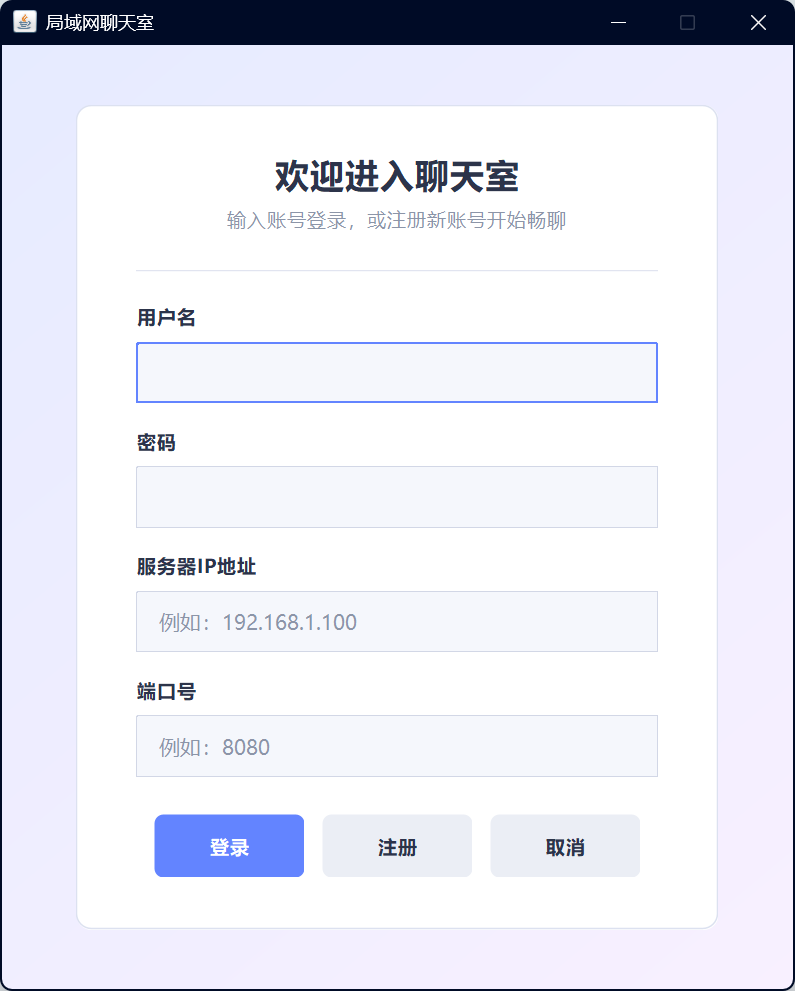 局域网聊天室
欢迎进入聊天室
输入账号登录，或注册新账号开始畅聊
用户名
密码
服务器IP地址
例如：192.168.1.100
端口号
例如：8080
登录 注册 取消